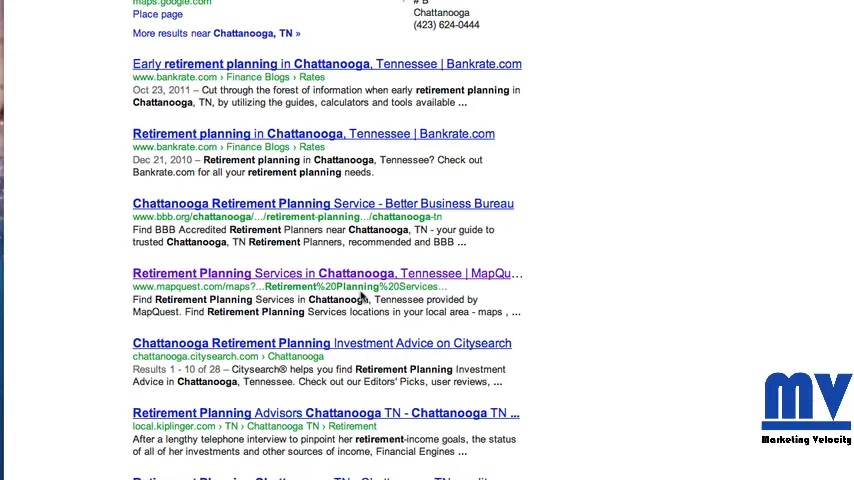 maps.google.com
Place page
More results near Chattanooga, TN »
# B
Chattanooga
(423) 624-0444
Early retirement planning in Chattanooga, Tennessee | Bankrate.com
www.bankrate.com › Finance Blogs › Rates
Oct 23, 2011 – Cut through the forest of information when early retirement planning in
Chattanooga, TN, by utilizing the guides, calculators and tools available ...
Retirement planning in Chattanooga, Tennessee | Bankrate.com
www.bankrate.com › Finance Blogs › Rates
Dec 21, 2010 – Retirement planning in Chattanooga, Tennessee? Check out
Bankrate.com for all your retirement planning needs.
Chattanooga Retirement Planning Service - Better Business Bureau
www.bbb.org/chattanooga/.../retirement-planning.../chattanooga-tn
Find BBB Accredited Retirement Planners near Chattanooga, TN - your guide to
trusted Chattanooga, TN Retirement Planners, recommended and BBB ...
Retirement Planning Services in Chattanooga, Tennessee | MapQu...
www.mapquest.com/maps?...Retirement%20Planning%20Services...
Find Retirement Planning Services in Chattanooga, Tennessee provided by
MapQuest. Find Retirement Planning Services locations in your local area - maps , ...
Chattanooga Retirement Planning Investment Advice on Citysearch
chattanooga.citysearch.com › Chattanooga
Results 1 - 10 of 28 – Citysearch® helps you find Retirement Planning Investment
Advice in Chattanooga, Tennessee. Check out our Editors' Picks, user reviews, ...
Retirement Planning Advisors Chattanooga TN - Chattanooga TN ...
local.kiplinger.com › TN › Chattanooga TN › Retirement
After a lengthy telephone interview to pinpoint her retirement-income goals, the status
of all of her investments and other sources of income, Financial Engines ...
mv
Marketing Velocity